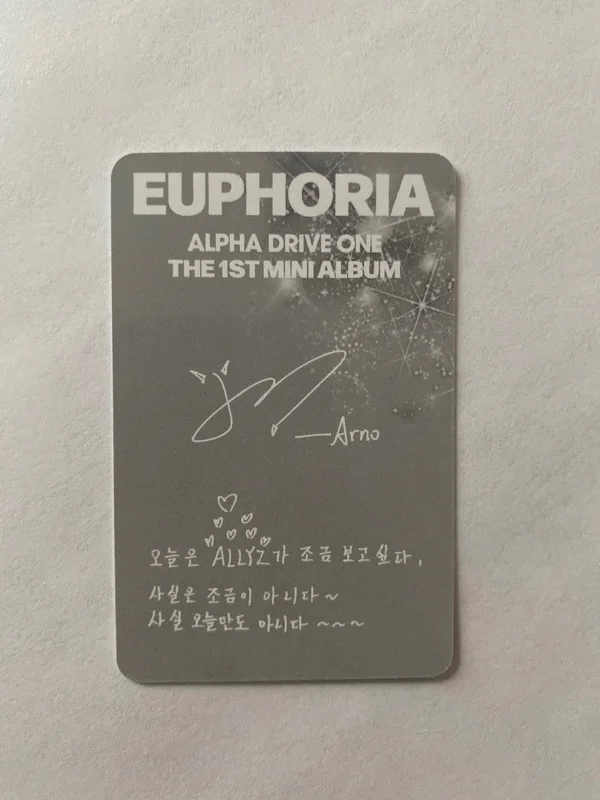 EUPHORIA
ALPHA DRIVE ONE
THE 1ST MINI ALBUM
—Arno
오늘은 ALLYZ가 조금 보고싶다,
사실은 조금이 아니다~
사실 오늘만도 아니다 ~~~